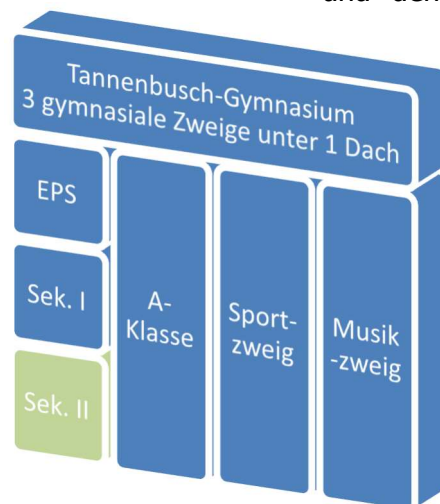 Tannenbusch-Gymnasium
3 gymnasiale Zweige unter 1 Dach
EPS
Sek. I
Sek. II
A-
Klasse
Sport-
zweig
Musik
-zweig